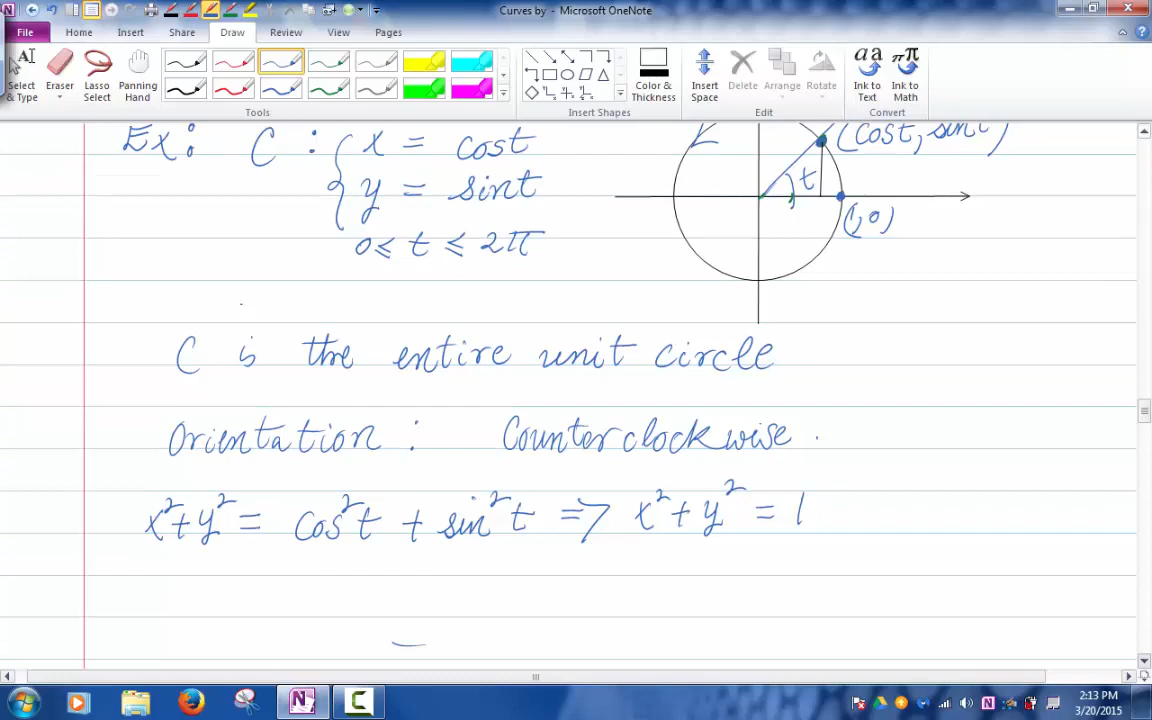 Curves by - Microsoft OneNote
File Home Insert Draw Review View Pages
Select & Type
Eraser
Lasso Select
Panning Hand
Color & Thickness
Insert Space
Delete
Arrange
Rotate
Ink to Text
Ink to Math
Tools
Insert Shapes
Edit
Convert
Ex: C : { x = cost
y = sint
0 ≤ t ≤ 2π
(cost, sint)
t
(1,0)
C is the entire unit circle
Orientation : Counterclockwise.
x²+y² = cos²t + sin²t => x²+y² = 1
2:13 PM
3/20/2015